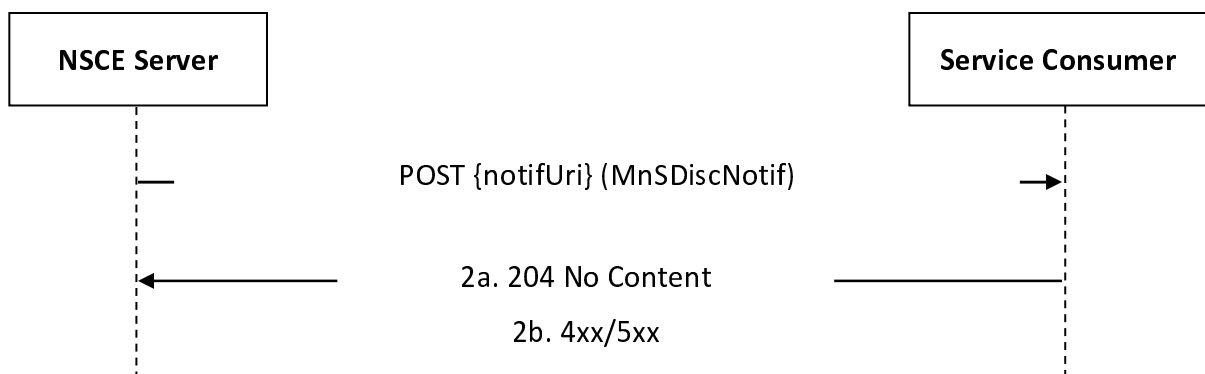 NSCE Server
Service Consumer
POST {notifUri} (MnSDiscNotif)
2a. 204 No Content
2b. 4xx/5xx